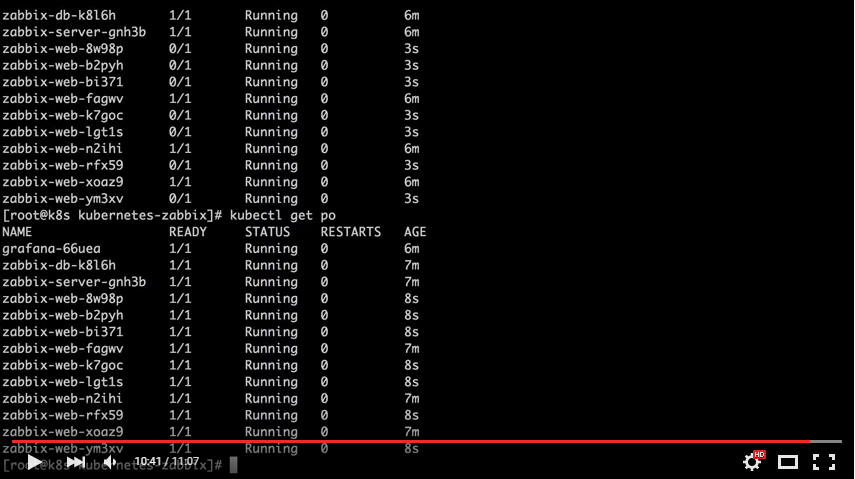 zabbix-db-k8l6h 1/1 Running 0 6m
zabbix-server-gnh3b 1/1 Running 0 6m
zabbix-web-8w98p 0/1 Running 0 3s
zabbix-web-b2pyh 0/1 Running 0 3s
zabbix-web-bi371 0/1 Running 0 3s
zabbix-web-fagwv 1/1 Running 0 6m
zabbix-web-k7goc 0/1 Running 0 3s
zabbix-web-lgt1s 0/1 Running 0 3s
zabbix-web-n2ihi 1/1 Running 0 6m
zabbix-web-rfx59 0/1 Running 0 3s
zabbix-web-xoaz9 1/1 Running 0 6m
zabbix-web-ym3xv 0/1 Running 0 3s
[root@k8s kubernetes-zabbix]# kubectl get po
NAME READY STATUS RESTARTS AGE
grafana-66uea 1/1 Running 0 6m
zabbix-db-k8l6h 1/1 Running 0 7m
zabbix-server-gnh3b 1/1 Running 0 7m
zabbix-web-8w98p 1/1 Running 0 8s
zabbix-web-b2pyh 1/1 Running 0 8s
zabbix-web-bi371 1/1 Running 0 8s
zabbix-web-fagwv 1/1 Running 0 7m
zabbix-web-k7goc 1/1 Running 0 8s
zabbix-web-lgt1s 1/1 Running 0 8s
zabbix-web-n2ihi 1/1 Running 0 7m
zabbix-web-rfx59 1/1 Running 0 8s
zabbix-web-xoaz9 1/1 Running 0 7m
zabbix-web-ym3xv 1/1 Running 0 8s
[root@k8s kubernetes-zabbix]#
10:41 / 11:07
HD